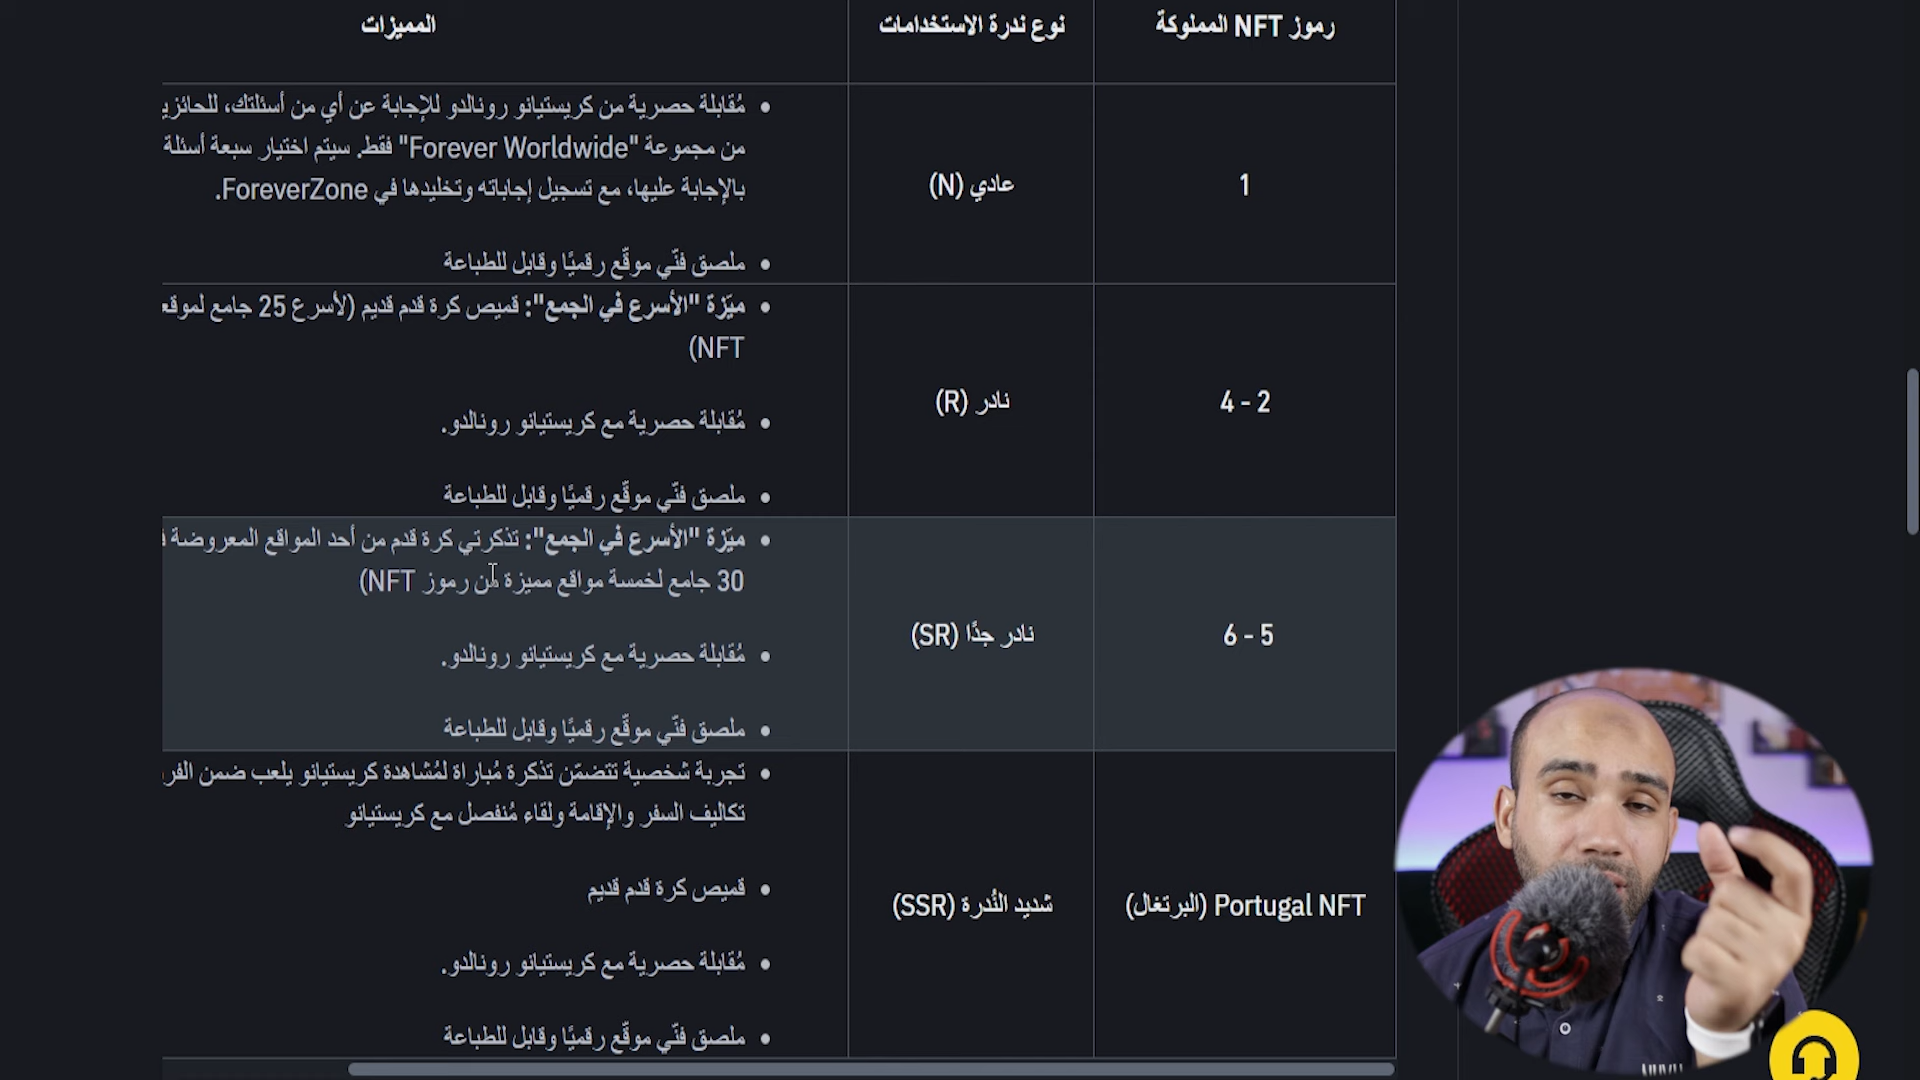 رموز NFT المملوكة
نوع ندرة الاستخدامات
المميزات
1
عادي (N)
مُقابلة حصرية من كريستيانو رونالدو للإجابة عن أي من أسئلتك،
من مجموعة "Forever Worldwide" فقط. سيتم اختيار سبعة أسئلة
بالإجابة عليها، مع تسجيل إجاباته وتخليدها في ForeverZone.
ملصق فنّي موقّع رقميًا وقابل للطباعة
2 - 4
نادر (R)
ميّزة "الأسرع في الجمع": قميص كرة قدم قديم (لأسرع 25 جامع
NFT)
مُقابلة حصرية مع كريستيانو رونالدو.
ملصق فنّي موقّع رقميًا وقابل للطباعة
5 - 6
نادر جدًا (SR)
ميّزة "الأسرع في الجمع": تذكرتي كرة قدم من أحد المواقع المعروضة
30 جامع لخمسة مواقع مميزة من رموز NFT)
مُقابلة حصرية مع كريستيانو رونالدو.
ملصق فنّي موقّع رقميًا وقابل للطباعة
Portugal NFT (البرتغال)
شديد النُدرة (SSR)
تجربة شخصية تتضمّن تذكرة مُباراة لمُشاهدة كريستيانو يلعب ضمن
تكاليف السفر والإقامة ولقاء مُنفصل مع كريستيانو
قميص كرة قدم قديم
مُقابلة حصرية مع كريستيانو رونالدو.
ملصق فنّي موقّع رقميًا وقابل للطباعة